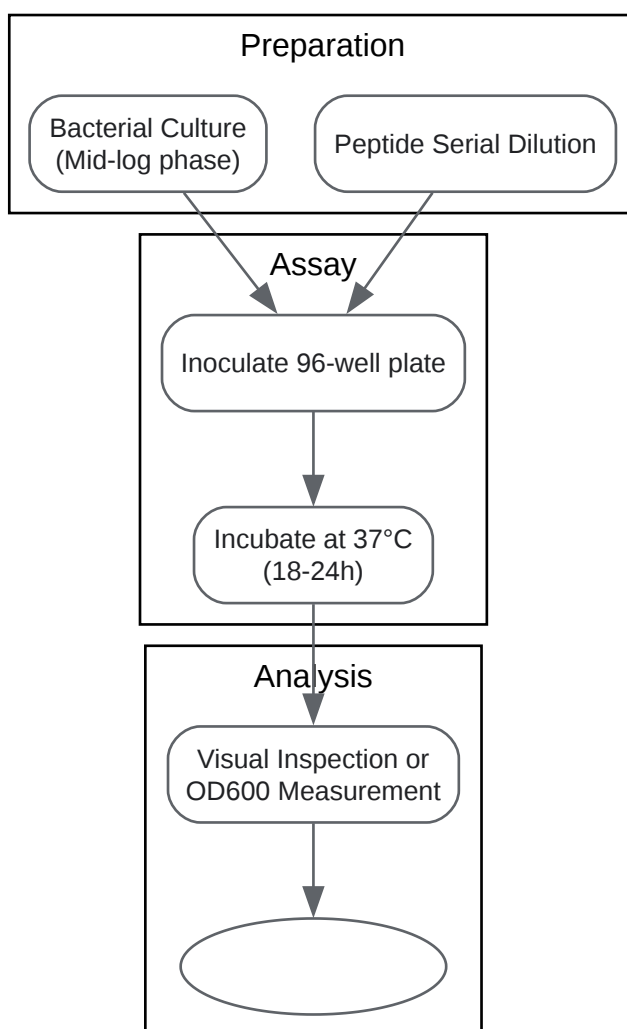 Preparation
Bacterial Culture
(Mid-log phase)
Peptide Serial Dilution
Assay
Inoculate 96-well plate
Incubate at 37°C
(18-24h)
Analysis
Visual Inspection or
OD600 Measurement